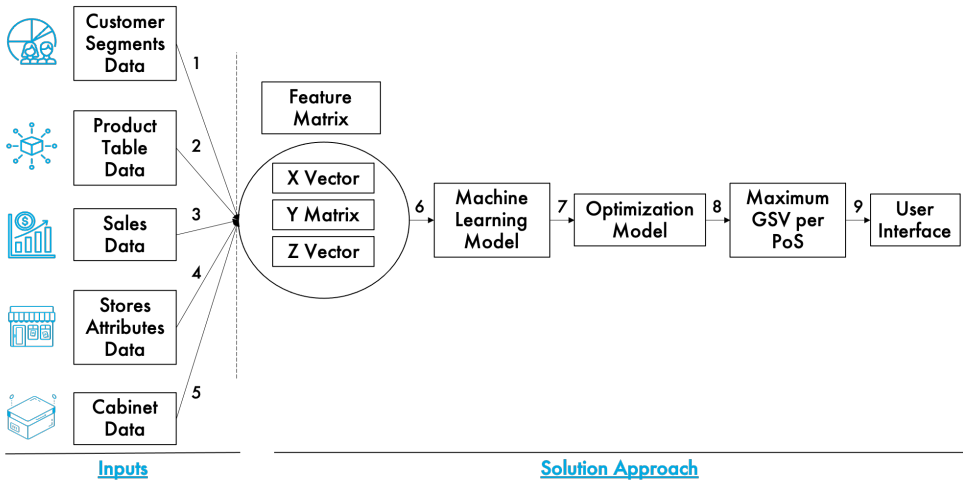 Customer
Segments
Data
1
Product
Table
Data
2
Sales
Data
3
Stores
Attributes
Data
4
Cabinet
Data
5
Feature
Matrix
X Vector
Y Matrix
Z Vector
6
Machine
Learning
Model
7
Optimization
Model
8
Maximum
GSV per
PoS
9
User
Interface
Inputs
Solution Approach